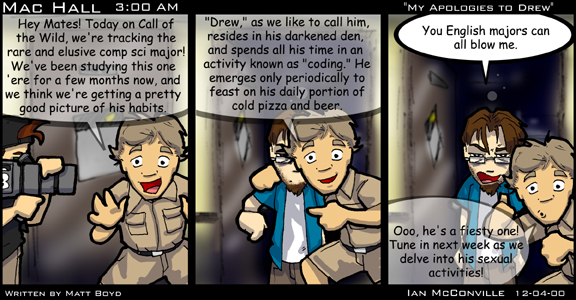 MAC HALL 3:00 AM
"MY APOLOGIES TO DREW"
Hey Mates! Today on Call of
the Wild, we're tracking the
rare and elusive comp sci major!
We've been studying this one
'ere for a few months now, and
we think we're getting a pretty
good picture of his habits.
"Drew," as we like to call him,
resides in his darkened den,
and spends all his time in an
activity known as "coding." He
emerges only periodically to
feast on his daily portion of
cold pizza and beer.
You English majors can
all blow me.
Ooo, he's a fiesty one!
Tune in next week as we
delve into his sexual
activities!
WRITTEN BY MATT BOYD
IAN MCCONVILLE 12-04-00